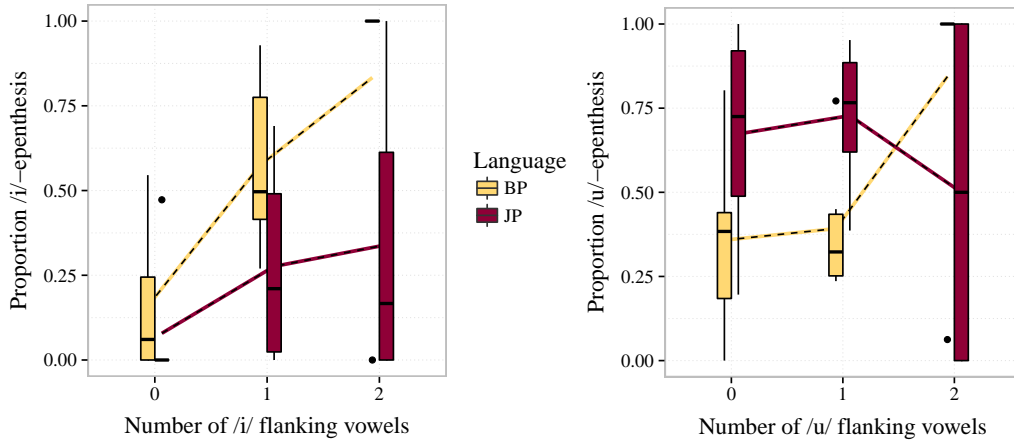 Proportion /i/−epenthesis
1.00
0.75
0.50
0.25
0.00
0 1 2
Number of /i/ flanking vowels
Language
BP
JP
Proportion /u/−epenthesis
1.00
0.75
0.50
0.25
0.00
0 1 2
Number of /u/ flanking vowels